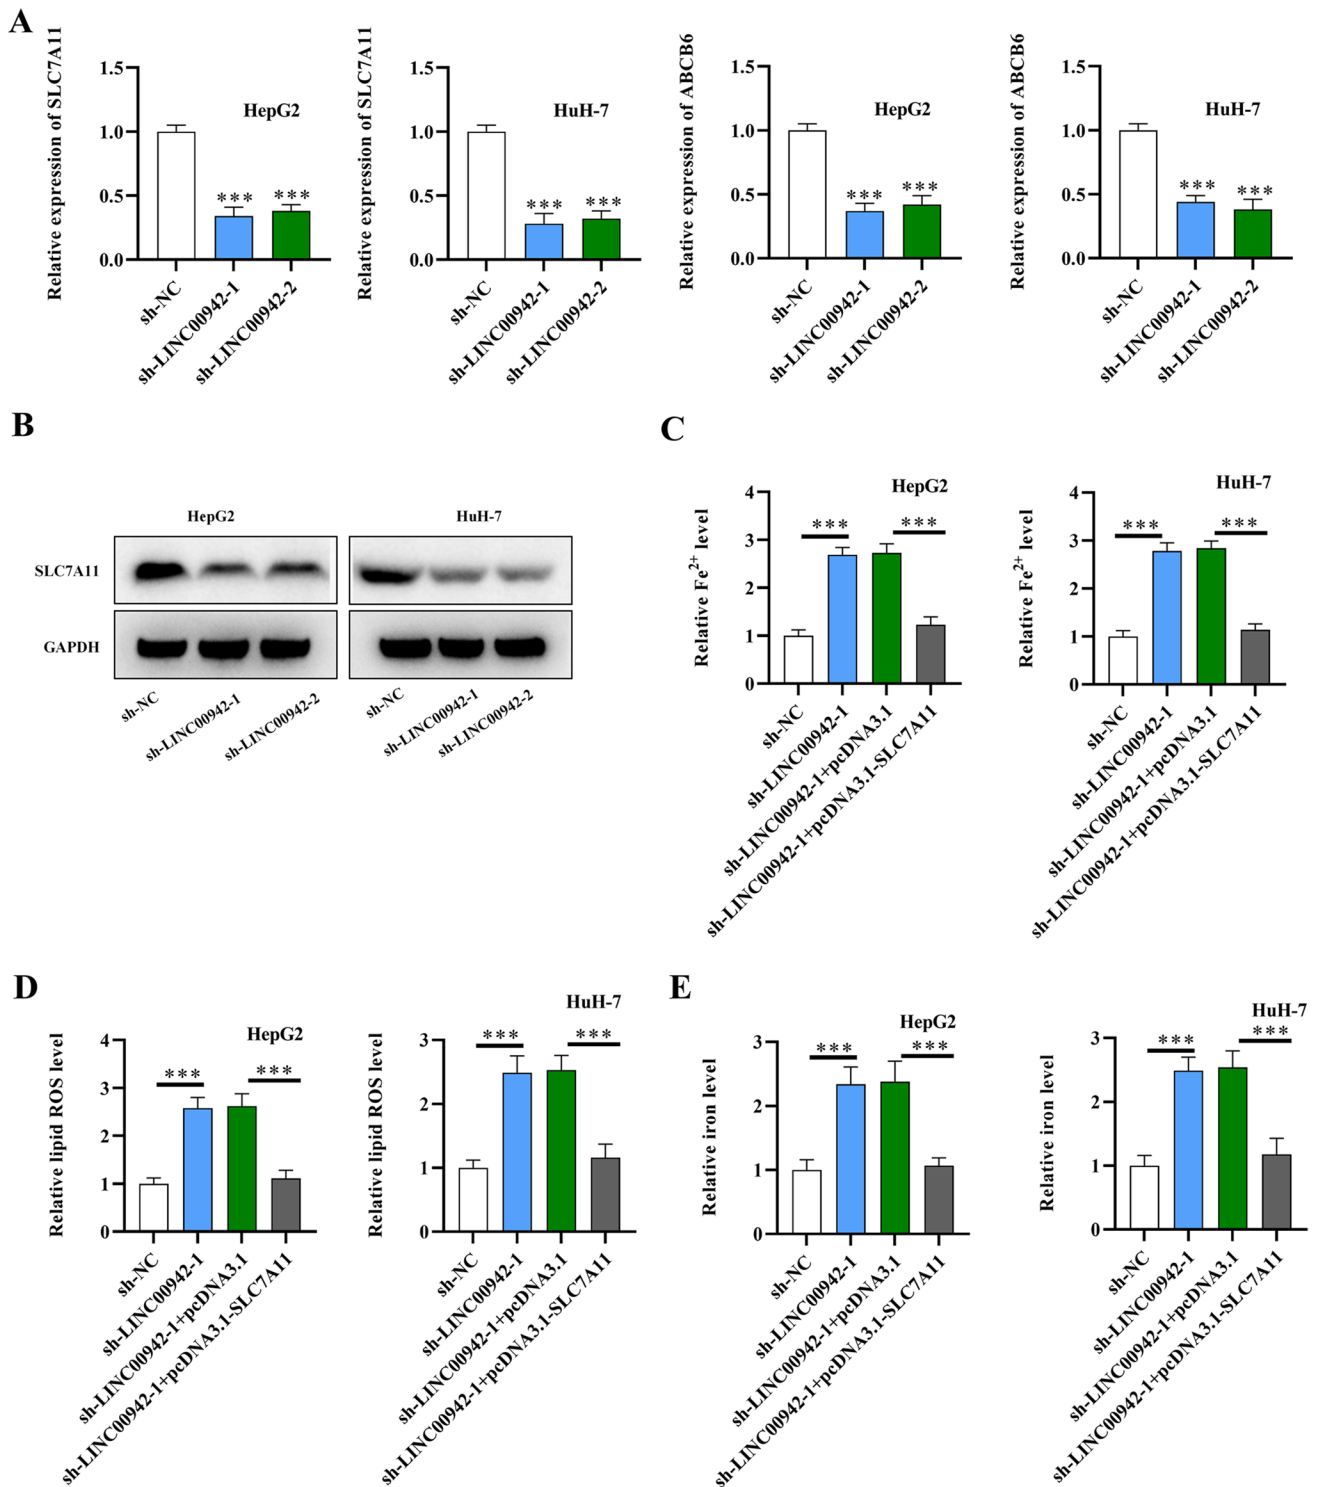 A
Relative expression of SLC7A11
1.5
1.0
0.5
0.0
HepG2
***
***
sh-NC
sh-LINC00942-1
sh-LINC00942-2
Relative expression of SLC7A11
1.5
1.0
0.5
0.0
HuH-7
***
***
sh-NC
sh-LINC00942-1
sh-LINC00942-2
Relative expression of ABCB6
1.5
1.0
0.5
0.0
HepG2
***
***
sh-NC
sh-LINC00942-1
sh-LINC00942-2
Relative expression of ABCB6
1.5
1.0
0.5
0.0
HuH-7
***
***
sh-NC
sh-LINC00942-1
sh-LINC00942-2
B
HepG2
HuH-7
SLC7A11
GAPDH
sh-NC
sh-LINC00942-1
sh-LINC00942-2
sh-NC
sh-LINC00942-1
sh-LINC00942-2
C
Relative Fe²⁺ level
4
3
2
1
0
HepG2
***
***
sh-NC
sh-LINC00942-1
sh-LINC00942-1+pcDNA3.1
sh-LINC00942-1+pcDNA3.1-SLC7A11
Relative Fe²⁺ level
4
3
2
1
0
HuH-7
***
***
sh-NC
sh-LINC00942-1
sh-LINC00942-1+pcDNA3.1
sh-LINC00942-1+pcDNA3.1-SLC7A11
D
Relative lipid ROS level
4
3
2
1
0
HepG2
***
***
sh-NC
sh-LINC00942-1
sh-LINC00942-1+pcDNA3.1
sh-LINC00942-1+pcDNA3.1-SLC7A11
Relative lipid ROS level
3
2
1
0
HuH-7
***
***
sh-NC
sh-LINC00942-1
sh-LINC00942-1+pcDNA3.1
sh-LINC00942-1+pcDNA3.1-SLC7A11
E
Relative iron level
3
2
1
0
HepG2
***
***
sh-NC
sh-LINC00942-1
sh-LINC00942-1+pcDNA3.1
sh-LINC00942-1+pcDNA3.1-SLC7A11
Relative iron level
3
2
1
0
HuH-7
***
***
sh-NC
sh-LINC00942-1
sh-LINC00942-1+pcDNA3.1
sh-LINC00942-1+pcDNA3.1-SLC7A11